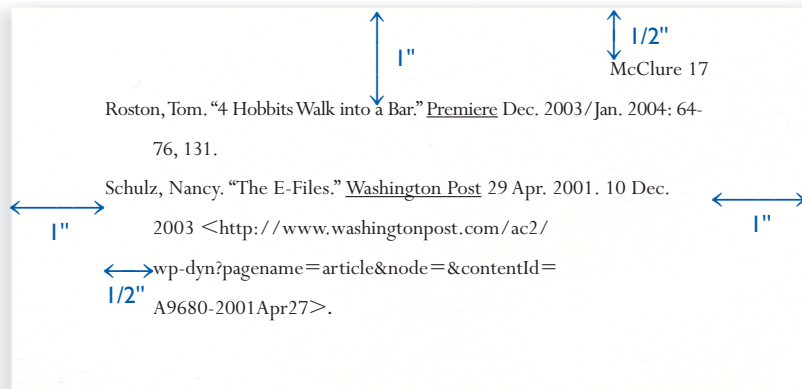 1/2"
1"
McClure 17
Roston, Tom. “4 Hobbits Walk into a Bar.” Premiere Dec. 2003/Jan. 2004: 64-
76, 131.
Schulz, Nancy. “The E-Files.” Washington Post 29 Apr. 2001. 10 Dec.
1"
2003 <http://www.washingtonpost.com/ac2/
1"
wp-dyn?pagename=article&node=&contentId=
1/2"
A9680-2001Apr27>.